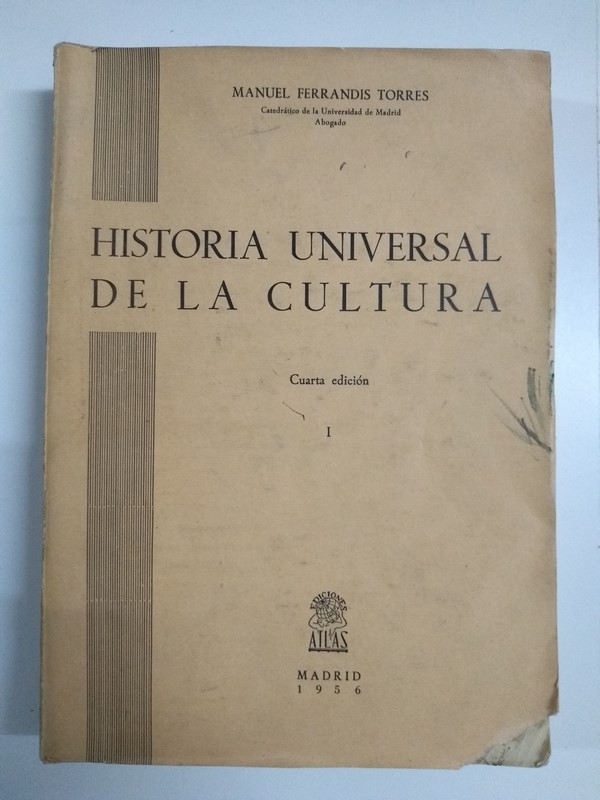 MANUEL FERRANDIS TORRES
Catedrático de la Universidad de Madrid
Abogado
HISTORIA UNIVERSAL
DE LA CULTURA
Cuarta edición
I
EDICIONES
ATLAS
MADRID
1956